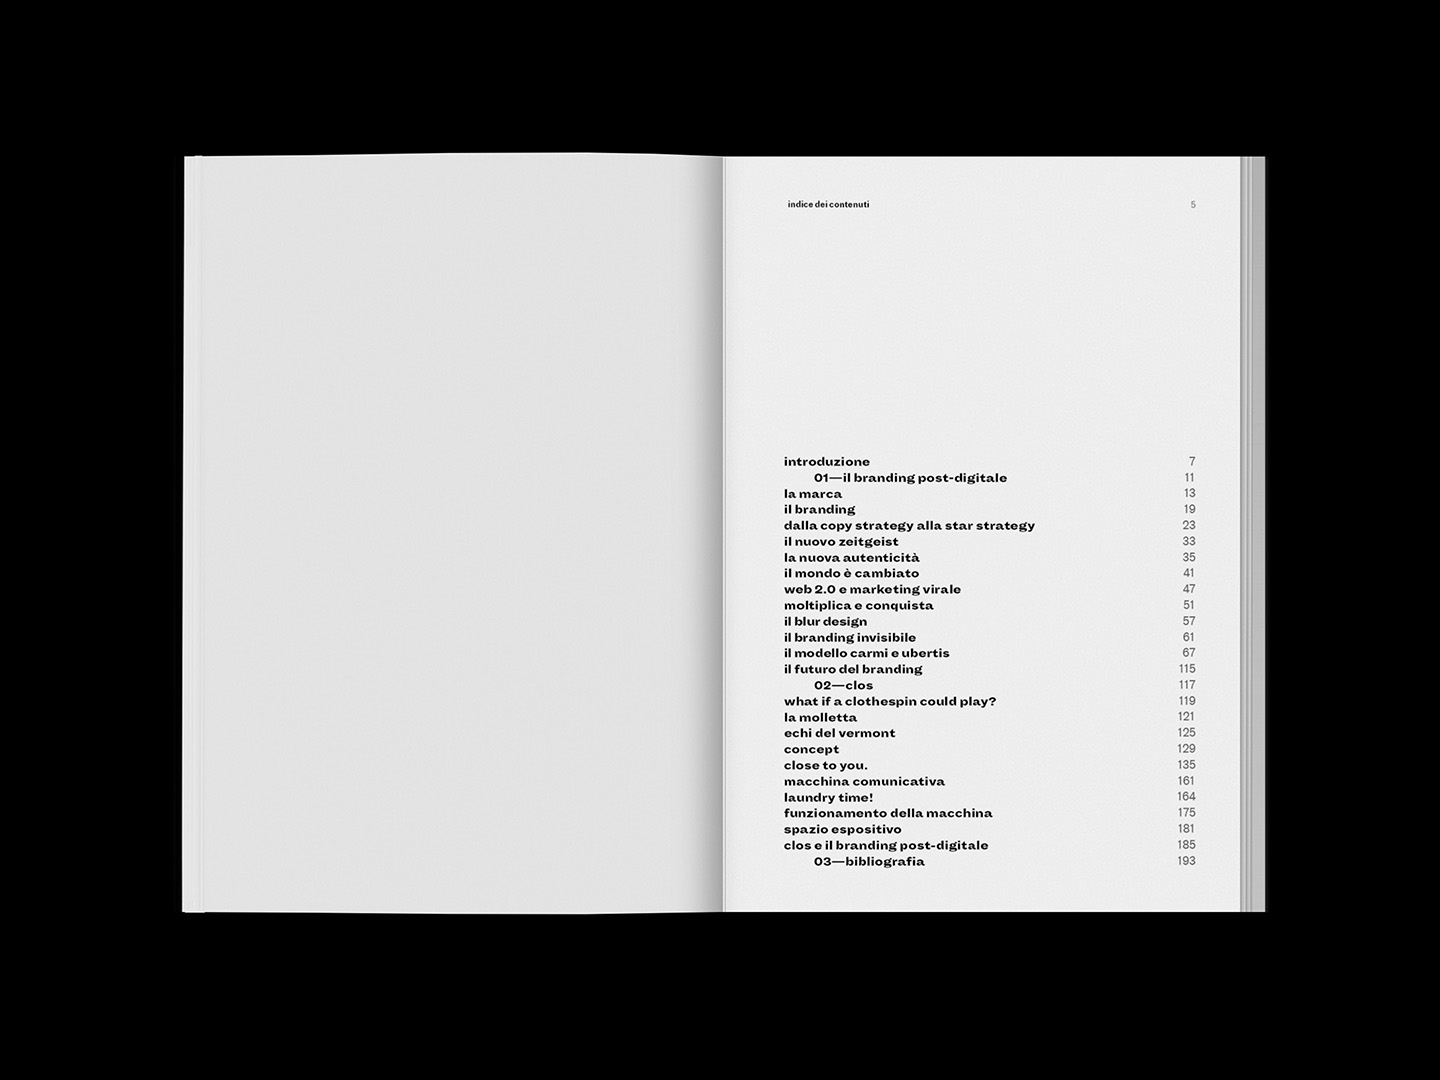 indice dei contenuti 5
introduzione 7
01—il branding post-digitale 11
la marca 13
il branding 19
dalla copy strategy alla star strategy 23
il nuovo zeitgeist 33
la nuova autenticità 35
il mondo è cambiato 41
web 2.0 e marketing virale 47
moltiplica e conquista 51
il blur design 57
il branding invisibile 61
il modello carmi e ubertis 67
il futuro del branding 115
02—clos 117
what if a clothespin could play? 119
la molletta 121
echi del vermont 125
concept 129
close to you. 135
macchina comunicativa 161
laundry time! 164
funzionamento della macchina 175
spazio espositivo 181
clos e il branding post-digitale 185
03—bibliografia 193